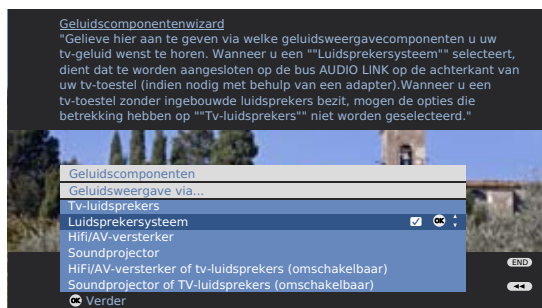 Geluidscomponentenwizard
"Gelieve hier aan te geven via welke geluidsweergavecomponenten u uw
tv-geluid wenst te horen. Wanneer u een ""Luidsprekersysteem"" selecteert,
dient dat te worden aangesloten op de bus AUDIO LINK op de achterkant van
uw tv-toestel (indien nodig met behulp van een adapter).Wanneer u een
tv-toestel zonder ingebouwde luidsprekers bezit, mogen de opties die
betrekking hebben op ""Tv-luidsprekers"" niet worden geselecteerd."
Geluidscomponenten
Geluidsweergave via...
Tv-luidsprekers
Luidsprekersysteem OK
Hifi/AV-versterker
Soundprojector
HiFi/AV-versterker of tv-luidsprekers (omschakelbaar)
Soundprojector of TV-luidsprekers (omschakelbar)
END
OK Verder